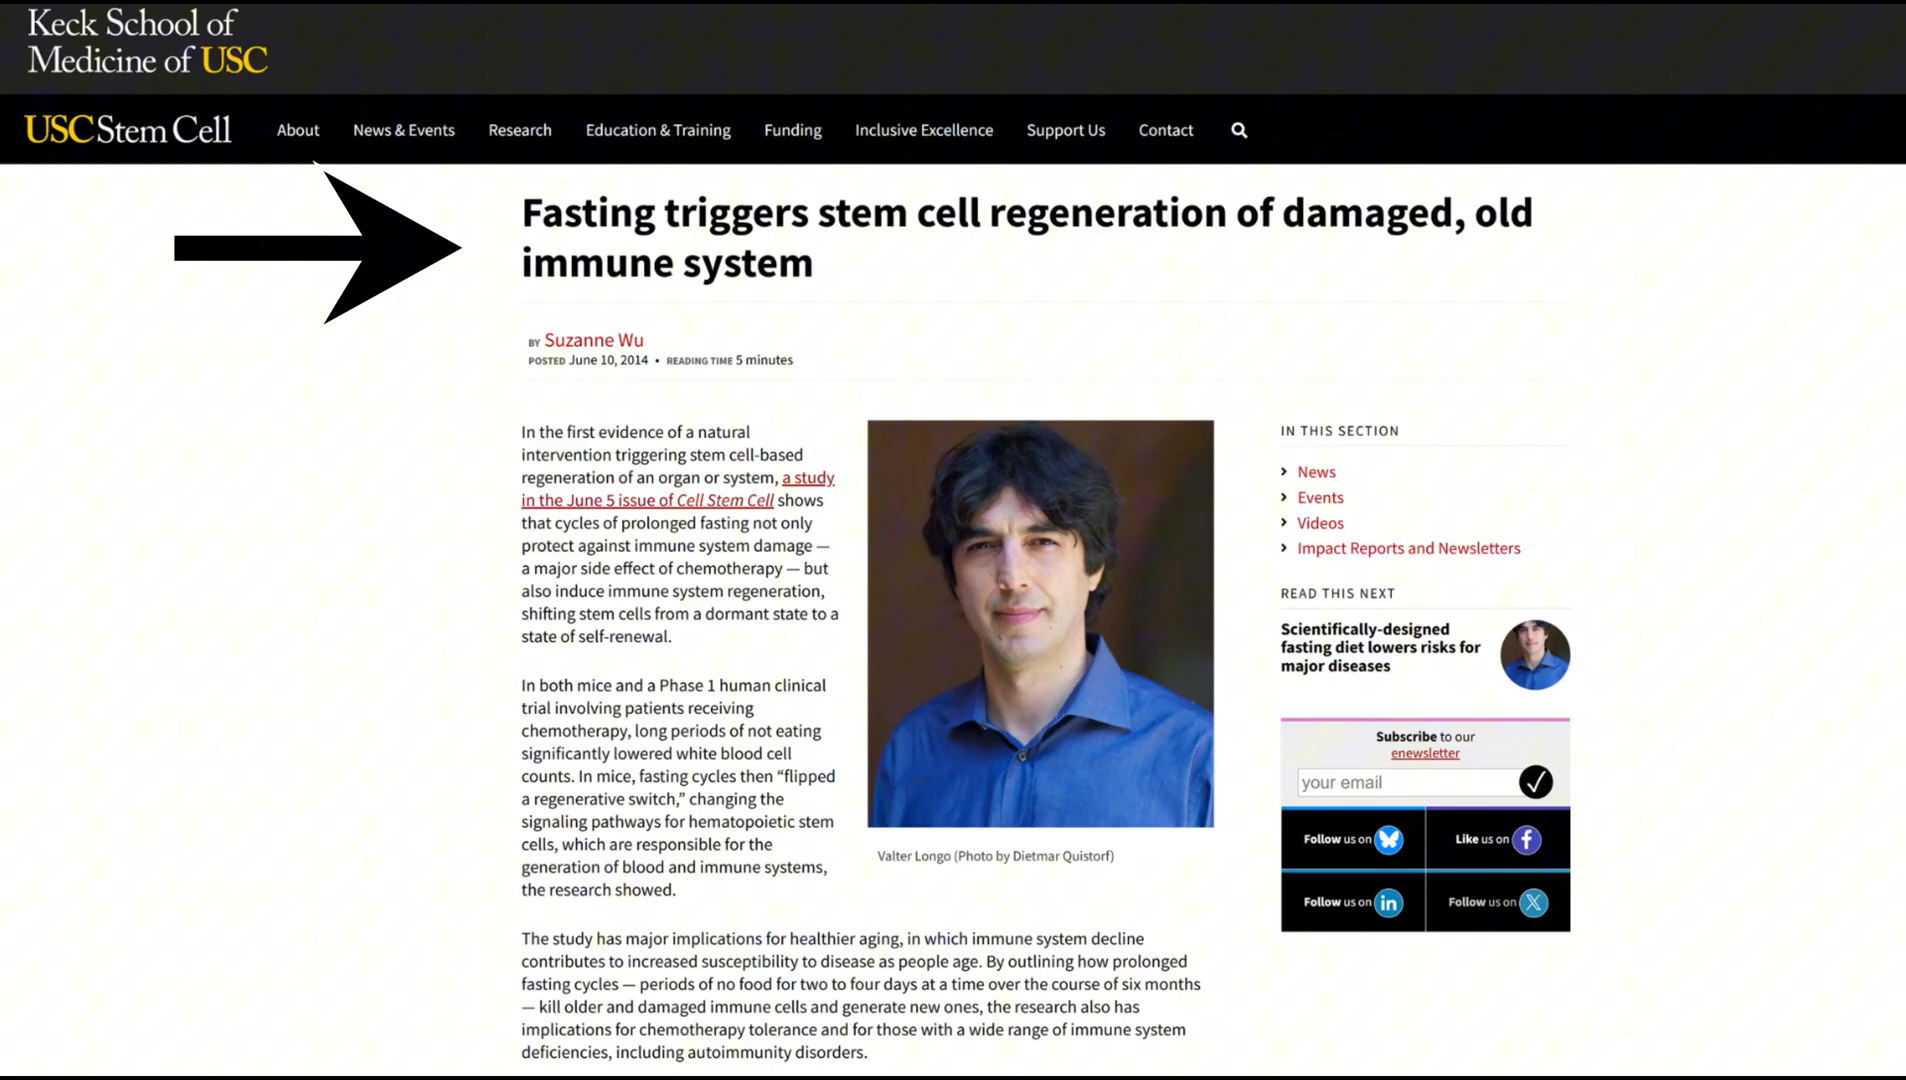 Keck School of
Medicine of USC
USC Stem Cell
About
News & Events
Research
Education & Training
Funding
Inclusive Excellence
Support Us
Contact
Fasting triggers stem cell regeneration of damaged, old
immune system
BY Suzanne Wu
POSTED June 10, 2014 • READING TIME 5 minutes
In the first evidence of a natural
intervention triggering stem cell-based
regeneration of an organ or system, a study
in the June 5 issue of Cell Stem Cell shows
that cycles of prolonged fasting not only
protect against immune system damage —
a major side effect of chemotherapy — but
also induce immune system regeneration,
shifting stem cells from a dormant state to a
state of self-renewal.
In both mice and a Phase 1 human clinical
trial involving patients receiving
chemotherapy, long periods of not eating
significantly lowered white blood cell
counts. In mice, fasting cycles then “flipped
a regenerative switch,” changing the
signaling pathways for hematopoietic stem
cells, which are responsible for the
generation of blood and immune systems,
the research showed.
Valter Longo (Photo by Dietmar Quistorf)
The study has major implications for healthier aging, in which immune system decline
contributes to increased susceptibility to disease as people age. By outlining how prolonged
fasting cycles — periods of no food for two to four days at a time over the course of six months
— kill older and damaged immune cells and generate new ones, the research also has
implications for chemotherapy tolerance and for those with a wide range of immune system
deficiencies, including autoimmunity disorders.
IN THIS SECTION
News
Events
Videos
Impact Reports and Newsletters
READ THIS NEXT
Scientifically-designed
fasting diet lowers risks for
major diseases
Subscribe to our
enewsletter
your email
Follow us on
Like us on f
Follow us on in
Follow us on X